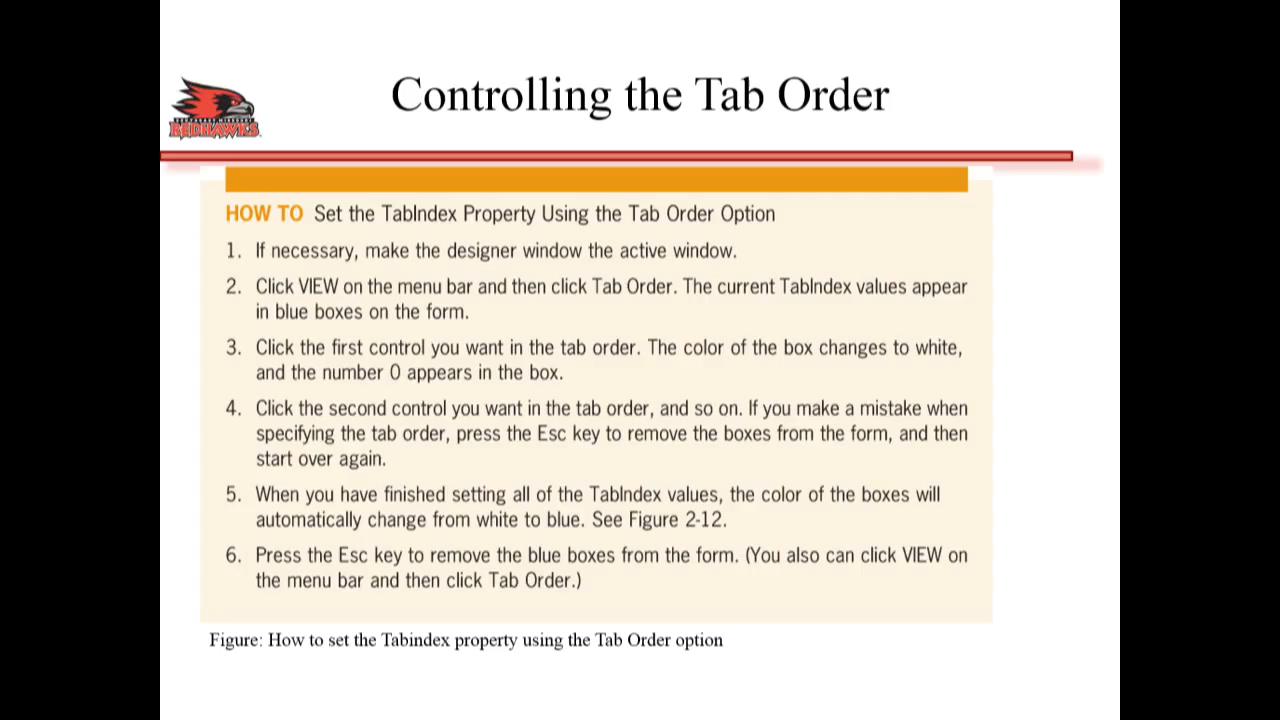 Controlling the Tab Order
REDHAWKS
HOW TO Set the TabIndex Property Using the Tab Order Option
1. If necessary, make the designer window the active window.
2. Click VIEW on the menu bar and then click Tab Order. The current TabIndex values appear
in blue boxes on the form.
3. Click the first control you want in the tab order. The color of the box changes to white,
and the number 0 appears in the box.
4. Click the second control you want in the tab order, and so on. If you make a mistake when
specifying the tab order, press the Esc key to remove the boxes from the form, and then
start over again.
5. When you have finished setting all of the TabIndex values, the color of the boxes will
automatically change from white to blue. See Figure 2-12.
6. Press the Esc key to remove the blue boxes from the form. (You also can click VIEW on
the menu bar and then click Tab Order.)
Figure: How to set the Tabindex property using the Tab Order option